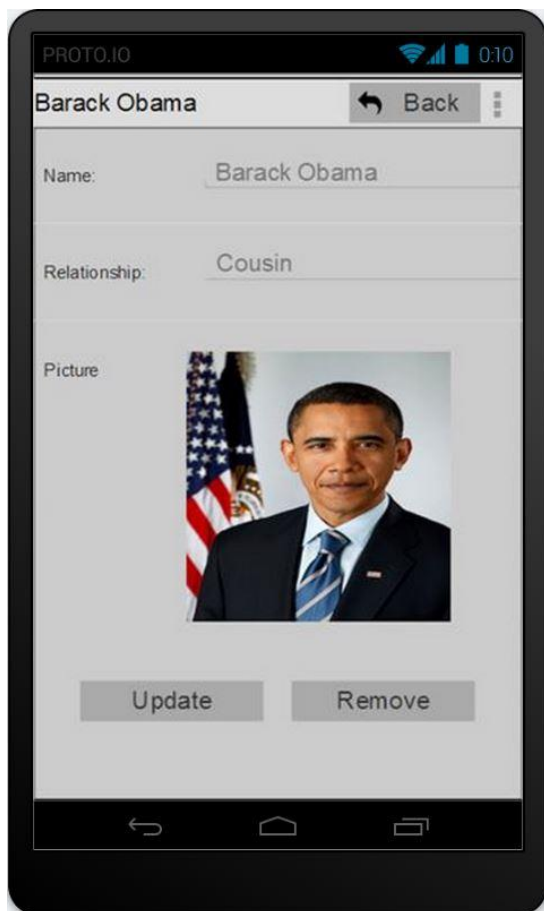 PROTO.IO 0:10
Barack Obama Back
Name: Barack Obama
Relationship: Cousin
Picture
Update Remove